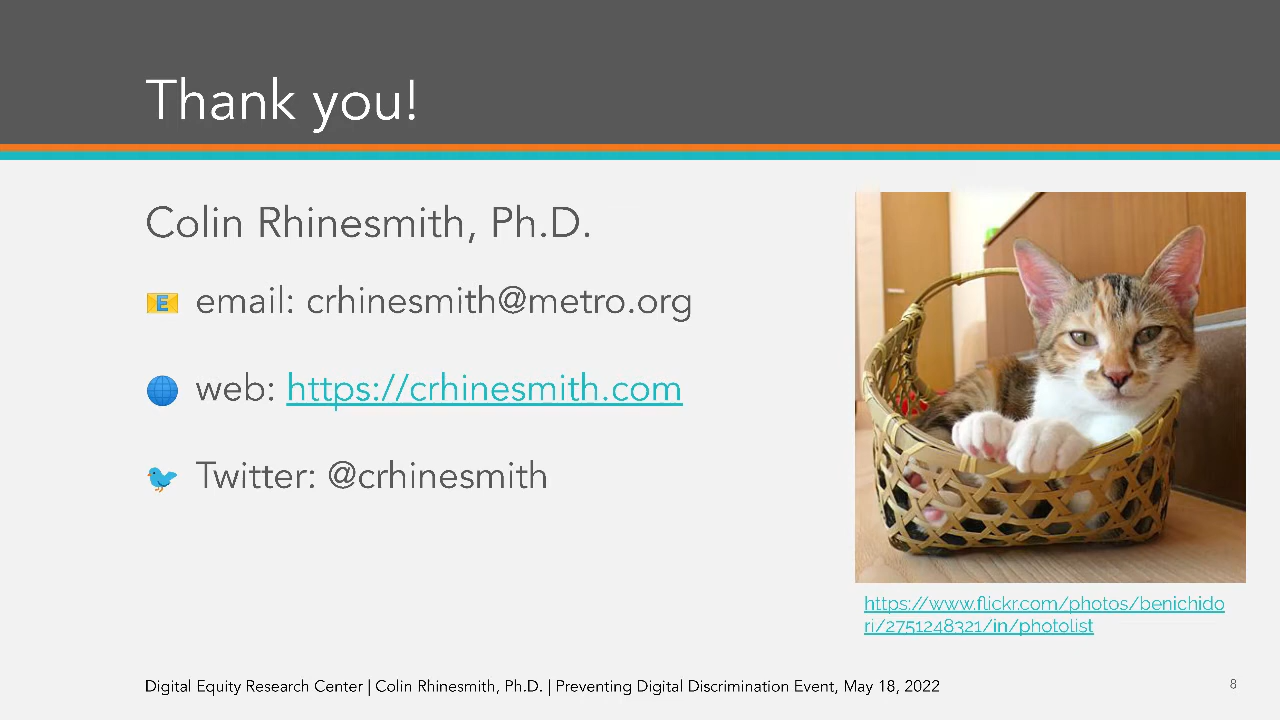 Thank you!
Colin Rhinesmith, Ph.D.
📧 email: crhinesmith@metro.org
🌐 web: https://crhinesmith.com
🐦 Twitter: @crhinesmith
https://www.flickr.com/photos/benichido
ri/2751248321/in/photolist
Digital Equity Research Center | Colin Rhinesmith, Ph.D. | Preventing Digital Discrimination Event, May 18, 2022
8